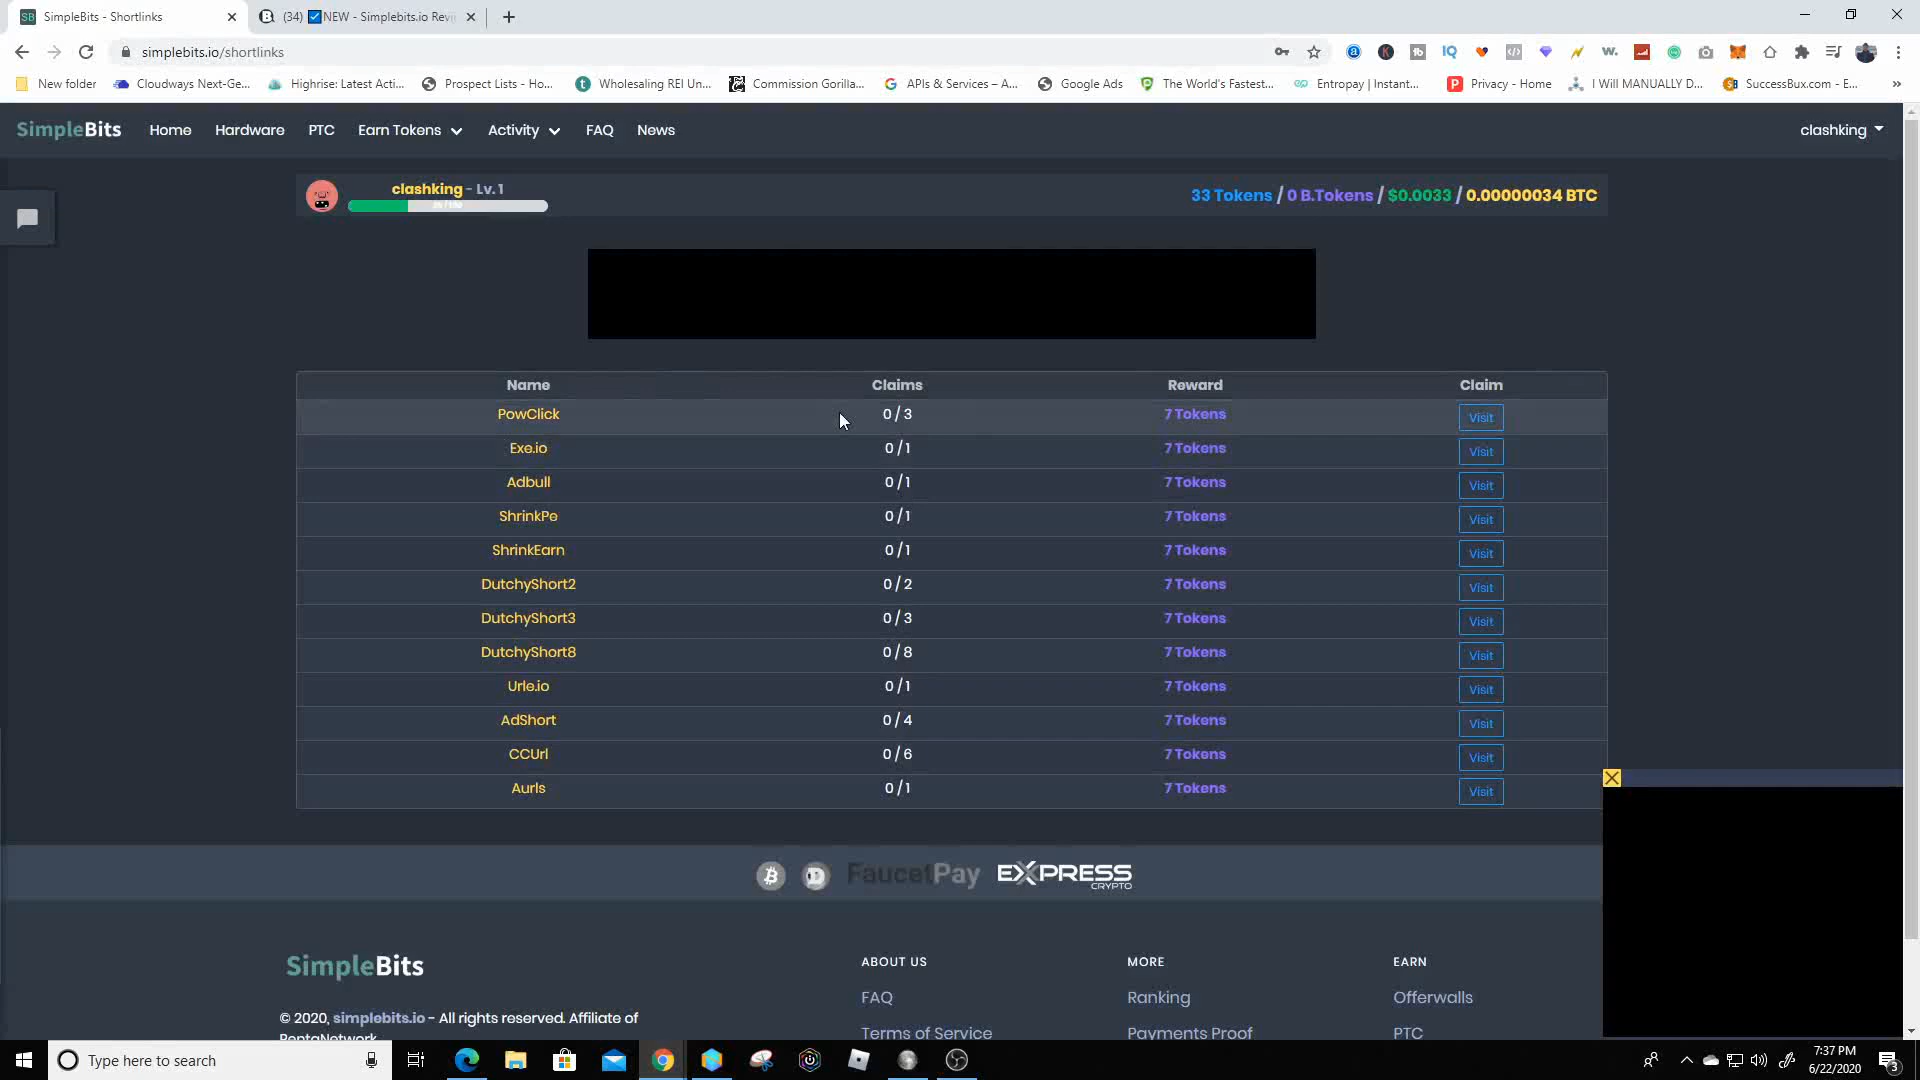 SimpleBits - Shortlinks
(34) NEW - Simplebits.io Revi
simplebits.io/shortlinks
New folder
Cloudways Next-Ge...
Highrise: Latest Acti...
Prospect Lists - Ho...
Wholesaling REI Un...
Commission Gorilla...
APIs & Services – A...
Google Ads
The World's Fastest...
Entropay | Instant...
Privacy - Home
I Will MANUALLY D...
SuccessBux.com - E...
SimpleBits Home Hardware PTC Earn Tokens Activity FAQ News clashking
clashking - Lv. 1
33 Tokens / 0 B.Tokens / $0.0033 / 0.00000034 BTC
Name Claims Reward Claim
PowClick 0 / 3 7 Tokens Visit
Exe.io 0 / 1 7 Tokens Visit
Adbull 0 / 1 7 Tokens Visit
ShrinkPe 0 / 1 7 Tokens Visit
ShrinkEarn 0 / 1 7 Tokens Visit
DutchyShort2 0 / 2 7 Tokens Visit
DutchyShort3 0 / 3 7 Tokens Visit
DutchyShort8 0 / 8 7 Tokens Visit
Urle.io 0 / 1 7 Tokens Visit
AdShort 0 / 4 7 Tokens Visit
CCUrl 0 / 6 7 Tokens Visit
Aurls 0 / 1 7 Tokens Visit
FaucetPay
EXPRESS
CRYPTO
SimpleBits
© 2020, simplebits.io - All rights reserved. Affiliate of
PentaNetwork
ABOUT US
FAQ
Terms of Service
MORE
Ranking
Payments Proof
EARN
Offerwalls
PTC
Type here to search
7:37 PM
6/22/2020
3